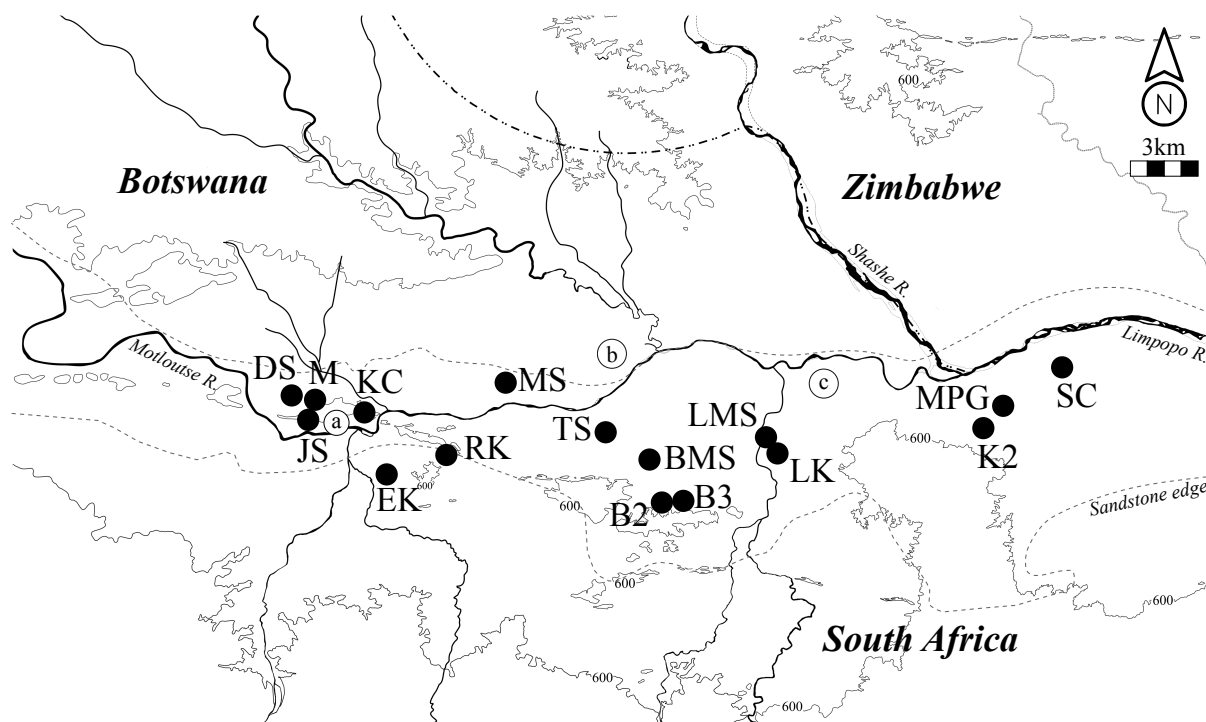 600
N
3km
Botswana
Zimbabwe
Shashe R.
Limpopo R.
Motloutse R.
DS
M
KC
MS
b
c
SC
MPG
a
JS
TS
LMS
600
K2
RK
BMS
LK
EK
600
B2
B3
600
Sandstone edge
600
600
South Africa
600
600